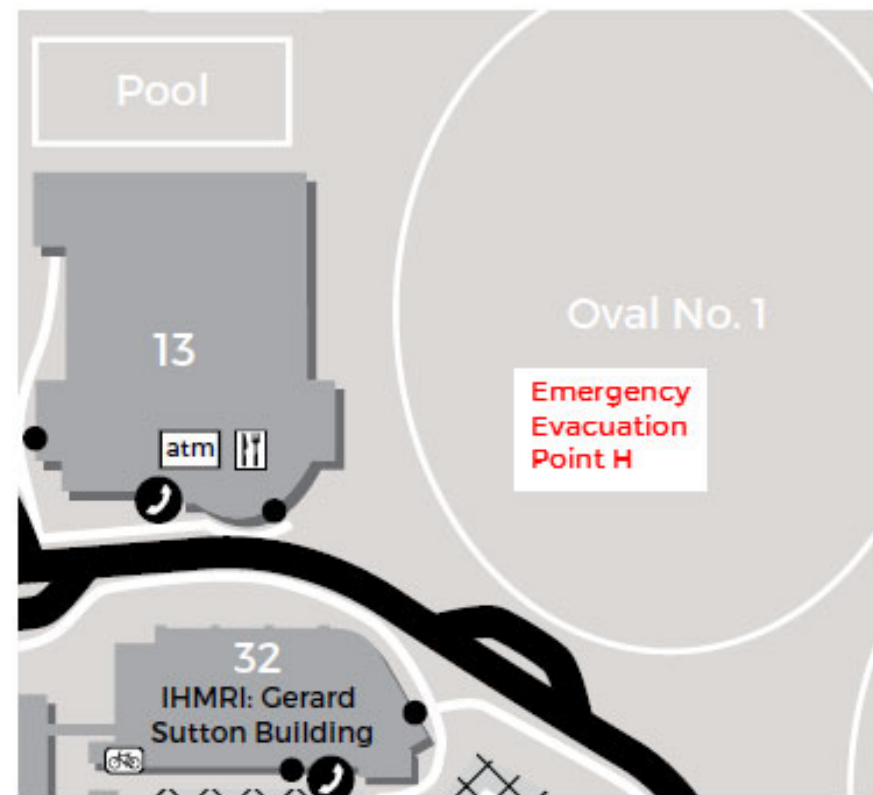 Pool
Oval No. 1
13
Emergency
Evacuation
Point H
atm
32
IHMRI: Gerard
Sutton Building